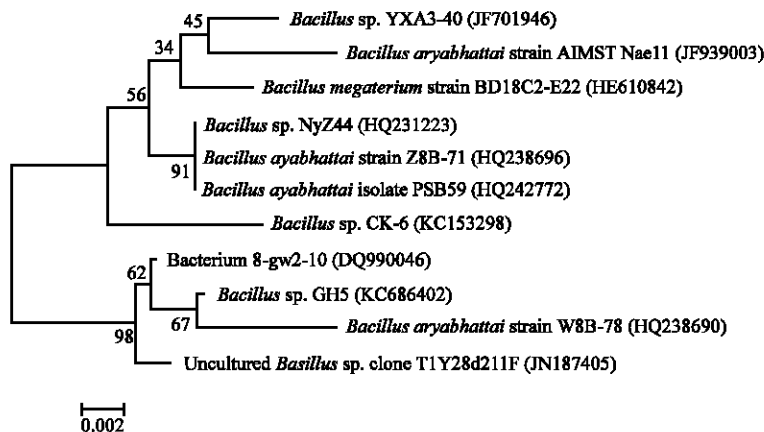 45
Bacillus sp. YXA3-40 (JF701946)
34
Bacillus aryabhattai strain AIMST Nae11 (JF939003)
Bacillus megaterium strain BD18C2-E22 (HE610842)
56
Bacillus sp. NyZ44 (HQ231223)
Bacillus ayabhattai strain Z8B-71 (HQ238696)
91
Bacillus ayabhattai isolate PSB59 (HQ242772)
Bacillus sp. CK-6 (KC153298)
Bacterium 8-gw2-10 (DQ990046)
62
Bacillus sp. GH5 (KC686402)
67
Bacillus aryabhattai strain W8B-78 (HQ238690)
98
Uncultured Basillus sp. clone T1Y28d211F (JN187405)
0.002